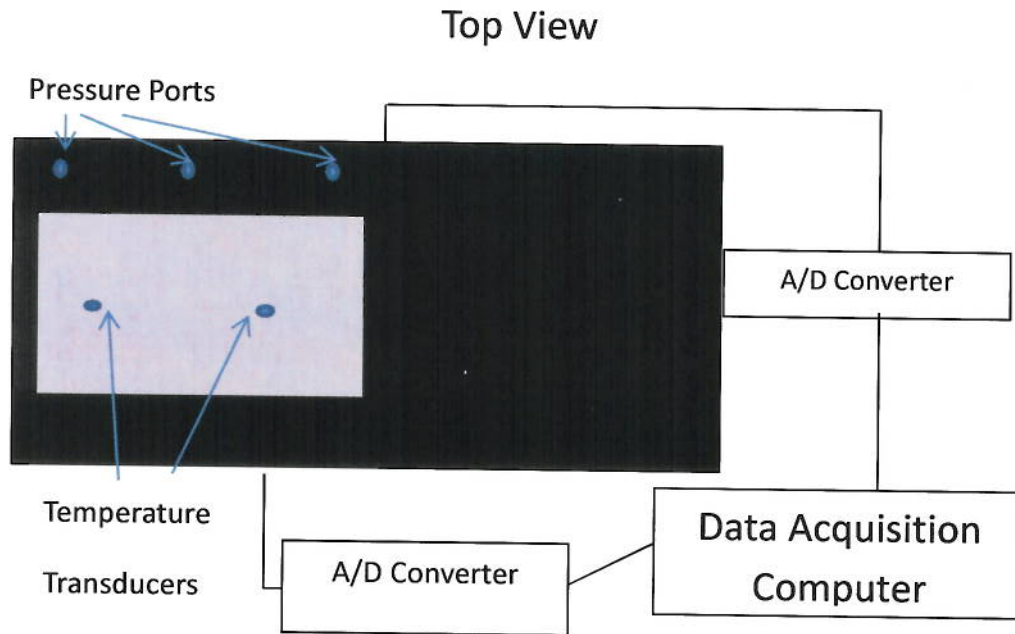 Top View
Pressure Ports
A/D Converter
Temperature
Transducers
A/D Converter
Data Acquisition
Computer